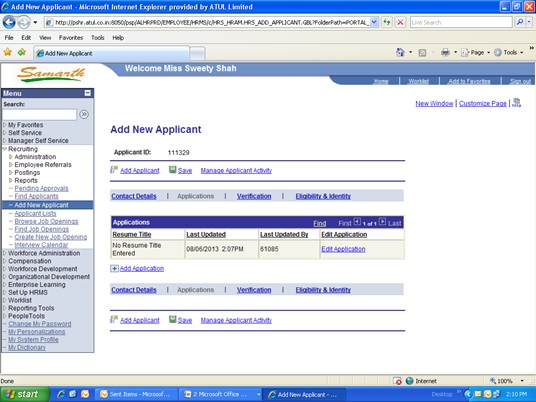 Add New Applicant - Microsoft Internet Explorer provided by ATUL Limited
http://pshr.atul.co.in:8050/psp/ALHRPRD/EMPLOYEE/HRMS/c/HRS_HRAM.HRS_ADD_APPLICANT.GBL?FolderPath=PORTAL_
Live Search
File Edit View Favorites Tools Help
Add New Applicant
Page Tools
Samarth
Welcome Miss Sweety Shah
Home Worklist Add to Favorites Sign out
Menu
Search:
My Favorites
Self Service
Manager Self Service
Recruiting
Administration
Employee Referrals
Postings
Reports
Pending Approvals
Find Applicants
Add New Applicant
Applicant Lists
Browse Job Openings
Find Job Openings
Create New Job Opening
Interview Calendar
Workforce Administration
Compensation
Workforce Development
Organizational Development
Enterprise Learning
Set Up HRMS
Worklist
Reporting Tools
PeopleTools
Change My Password
My Personalizations
My System Profile
My Dictionary
New Window | Customize Page |
Add New Applicant
Applicant ID: 111329
Add Applicant Save Manage Applicant Activity
Contact Details | Applications | Verification | Eligibility & Identity
Applications Find First 1 of 1 Last
Resume Title Last Updated Last Updated By Edit Application
No Resume Title Entered 08/06/2013 2:07PM 61085 Edit Application
Add Application
Contact Details | Applications | Verification | Eligibility & Identity
Add Applicant Save Manage Applicant Activity
Done Internet 100%
start Sent Items - Microsof... 2 Microsoft Office ... Add New Applicant - ... Desktop 2:10 PM